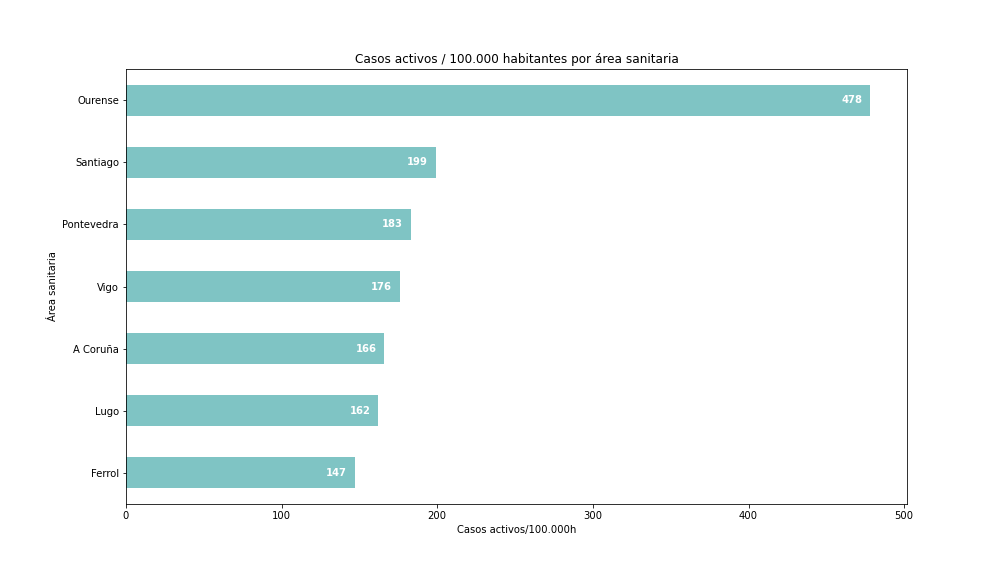 Casos activos / 100.000 habitantes por área sanitaria
Área sanitaria
Ourense 478
Santiago 199
Pontevedra 183
Vigo 176
A Coruña 166
Lugo 162
Ferrol 147
0 100 200 300 400 500
Casos activos/100.000h